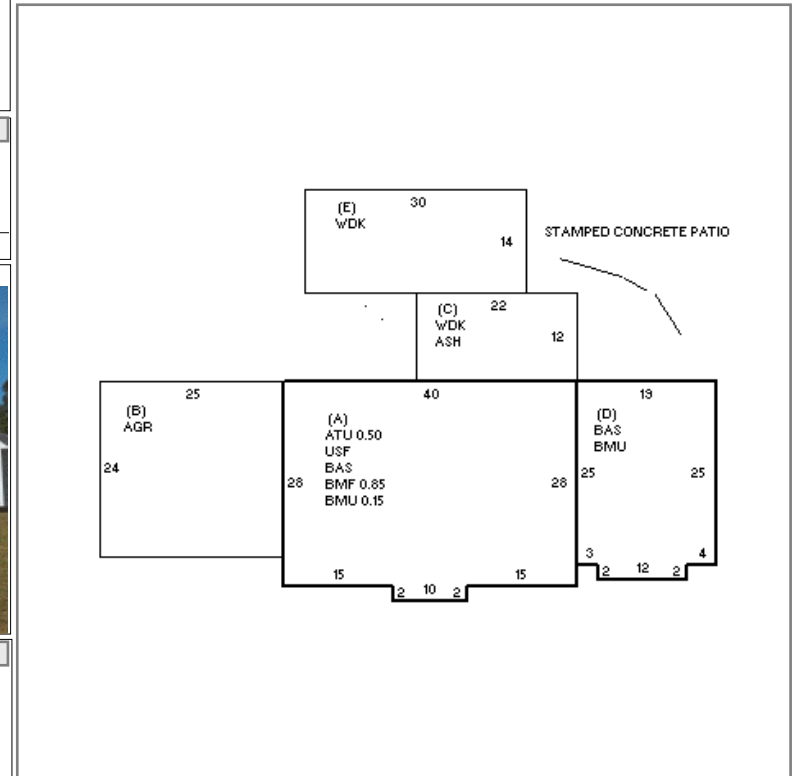 30
(E)
WDK
14
STAMPED CONCRETE PATIO
22
(C)
WDK
ASH
12
25
(B)
AGR
24
40
(A)
ATU 0.50
USF
BAS
BMF 0.85
BMU 0.15
28
28
15
15
2 10 2
19
(D)
BAS
BMU
25
25
3
4
2 12 2